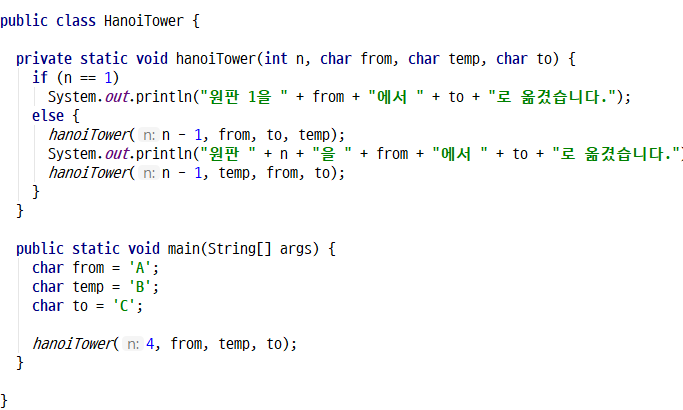 public class HanoiTower {
private static void hanoiTower(int n, char from, char temp, char to) {
if (n == 1)
System.out.println("원판 1을 " + from + "에서 " + to + "로 옮겼습니다.");
else {
hanoiTower( n: n - 1, from, to, temp);
System.out.println("원판 " + n + "을 " + from + "에서 " + to + "로 옮겼습니다.")
hanoiTower( n: n - 1, temp, from, to);
}
}
public static void main(String[] args) {
char from = 'A';
char temp = 'B';
char to = 'C';
hanoiTower( n: 4, from, temp, to);
}
}